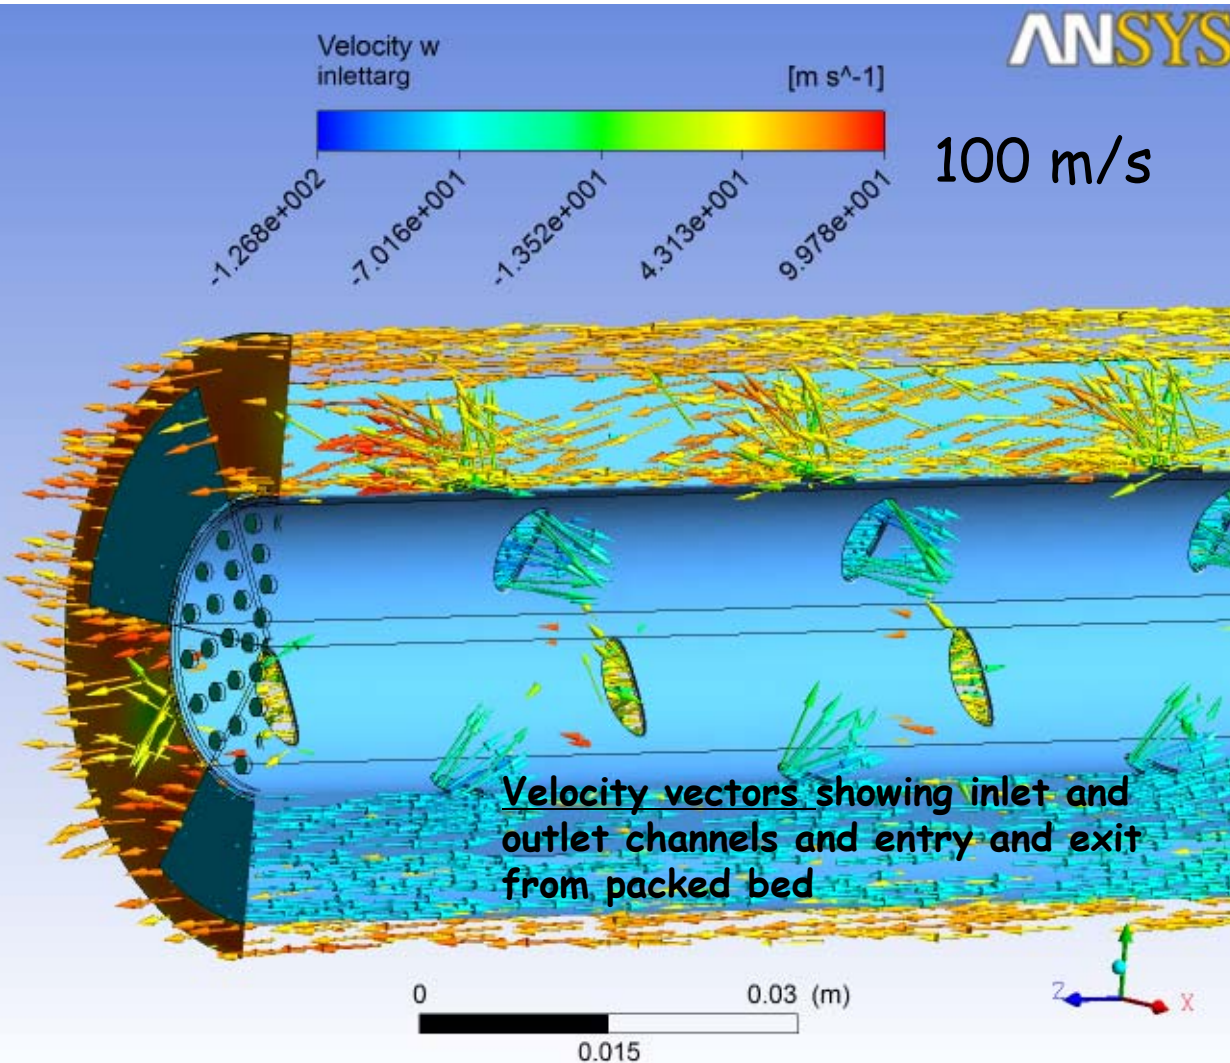 ANSYS
Velocity w
inlettarg
[m s^-1]
100 m/s
-1.268e+002
-7.016e+001
-1.352e+001
4.313e+001
9.978e+001
Velocity vectors showing inlet and
outlet channels and entry and exit
from packed bed
0
0.03 (m)
0.015
Z
X